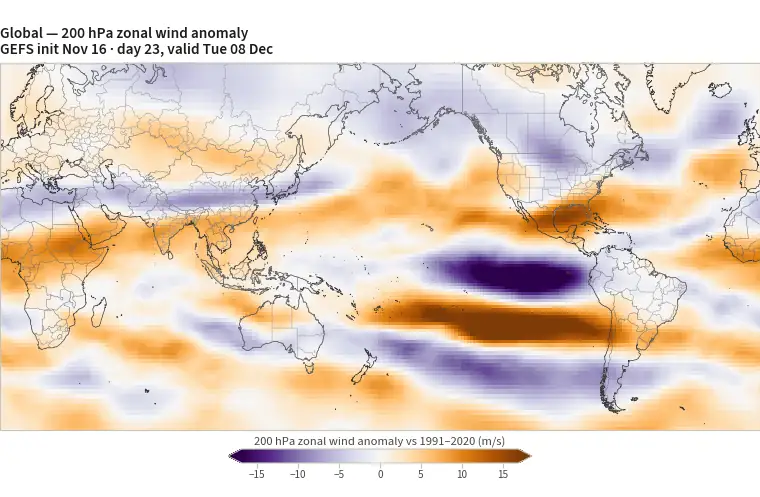 Global — 200 hPa zonal wind anomaly
GEFS init Nov 16 · day 23, valid Tue 08 Dec
200 hPa zonal wind anomaly vs 1991–2020 (m/s)
−15 −10 −5 0 5 10 15